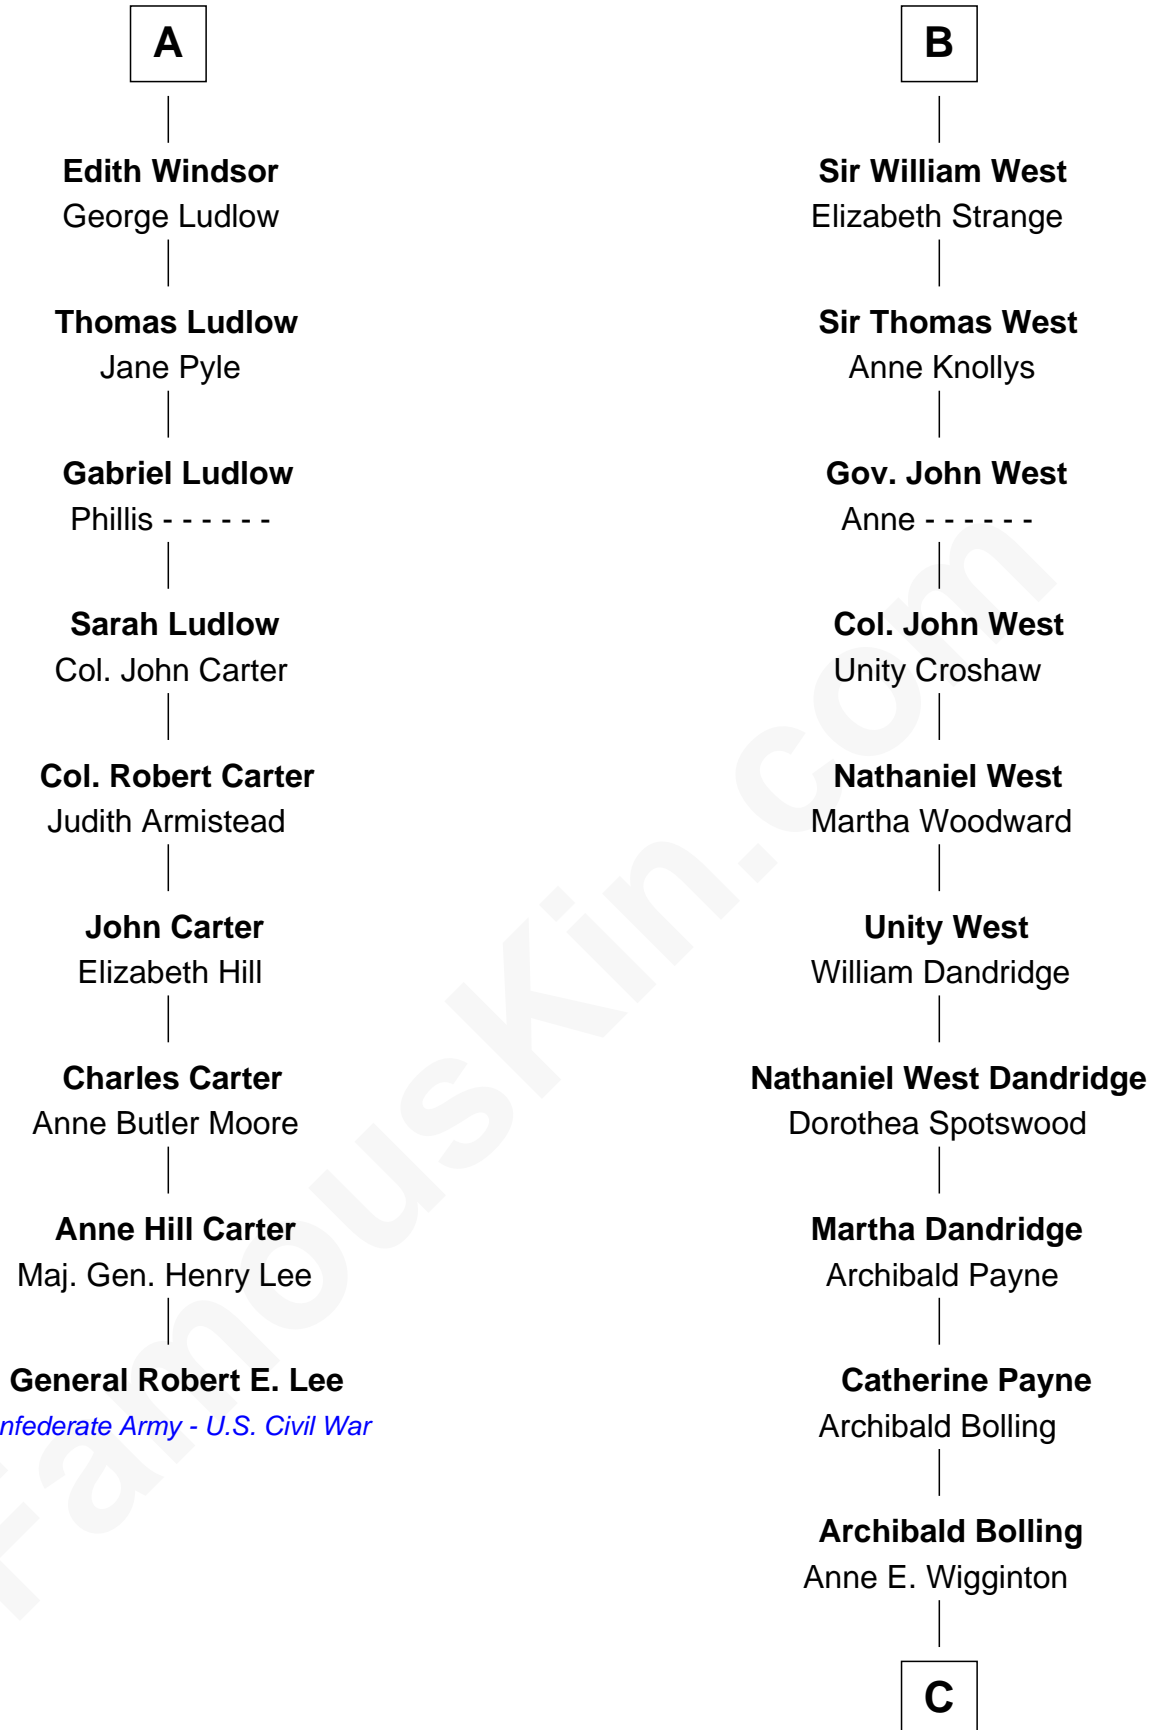 A
Edith Windsor
George Ludlow
Thomas Ludlow
Jane Pyle
Gabriel Ludlow
Phillis - - - - - -
Sarah Ludlow
Col. John Carter
Col. Robert Carter
Judith Armistead
John Carter
Elizabeth Hill
Charles Carter
Anne Butler Moore
Anne Hill Carter
Maj. Gen. Henry Lee
General Robert E. Lee
nfederate Army - U.S. Civil War
B
Sir William West
Elizabeth Strange
Sir Thomas West
Anne Knollys
Gov. John West
Anne - - - - - -
Col. John West
Unity Croshaw
Nathaniel West
Martha Woodward
Unity West
William Dandridge
Nathaniel West Dandridge
Dorothea Spotswood
Martha Dandridge
Archibald Payne
Catherine Payne
Archibald Bolling
Archibald Bolling
Anne E. Wigginton
C
FamousKin.com